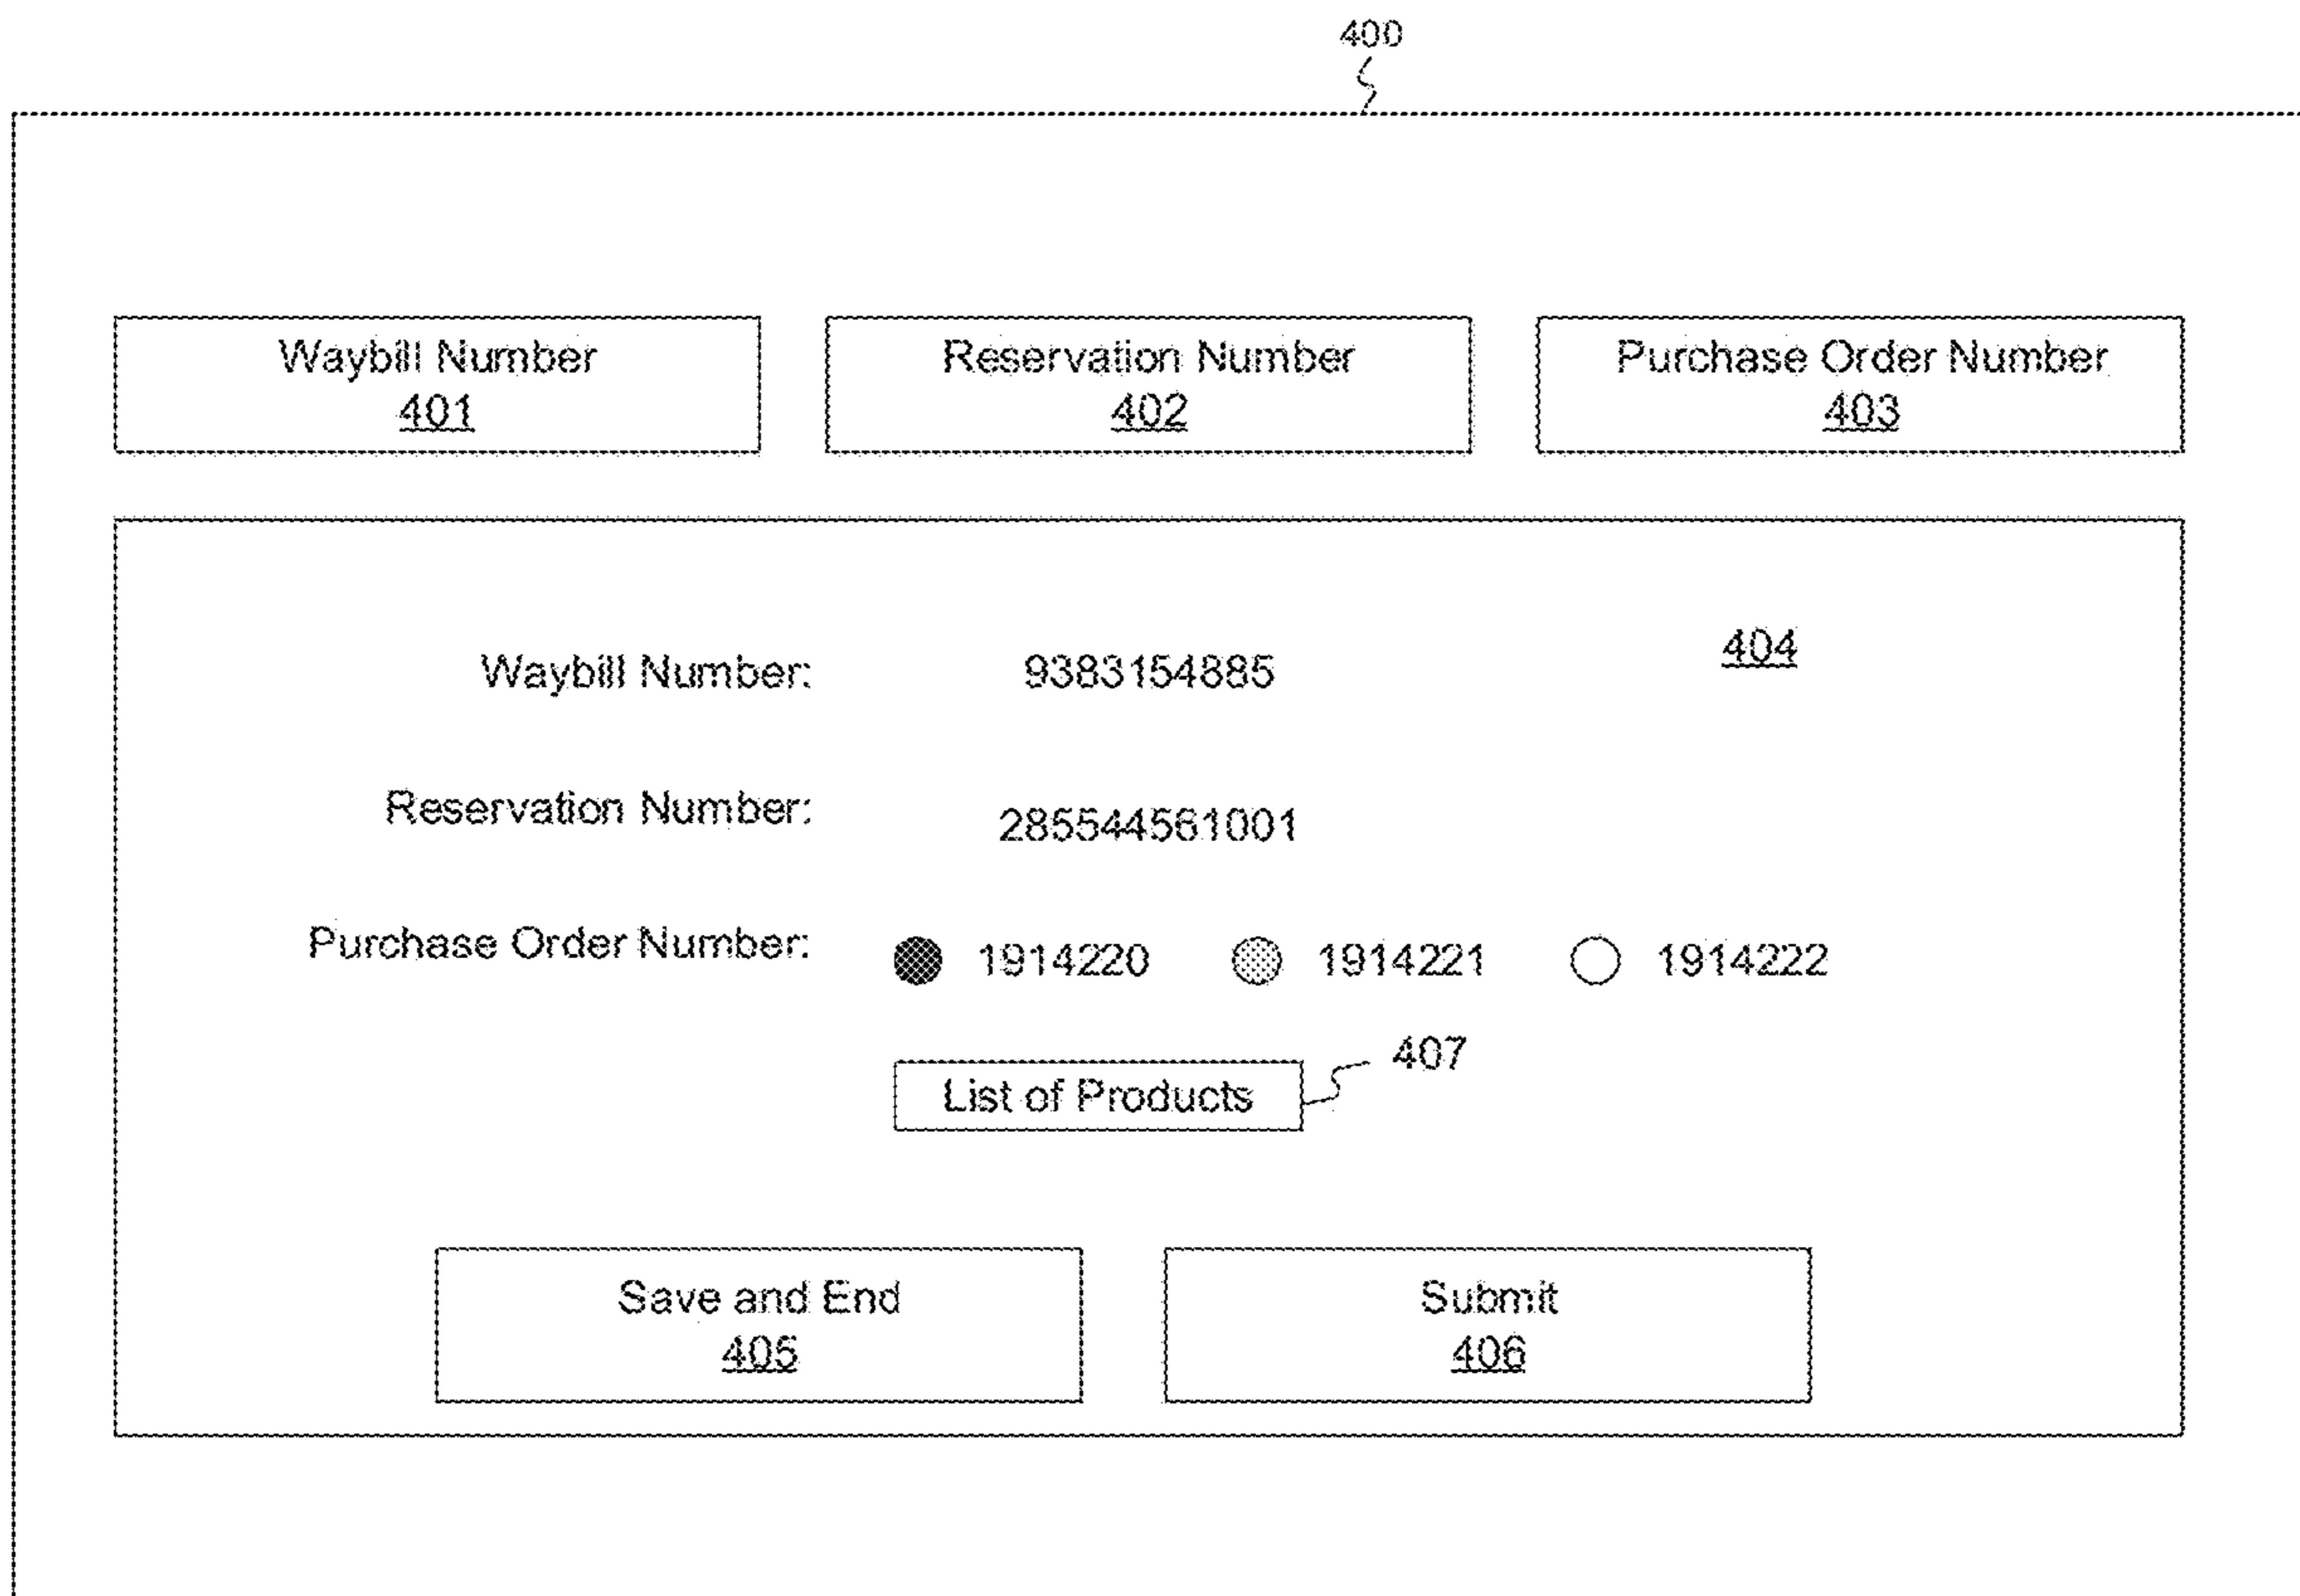 400
Waybill Number
401
Reservation Number
402
Purchase Order Number
403
404
Waybill Number: 9383154885
Reservation Number: 285544561001
Purchase Order Number: 1914220 1914221 1914222
407
List of Products
Save and End
405
Submit
406